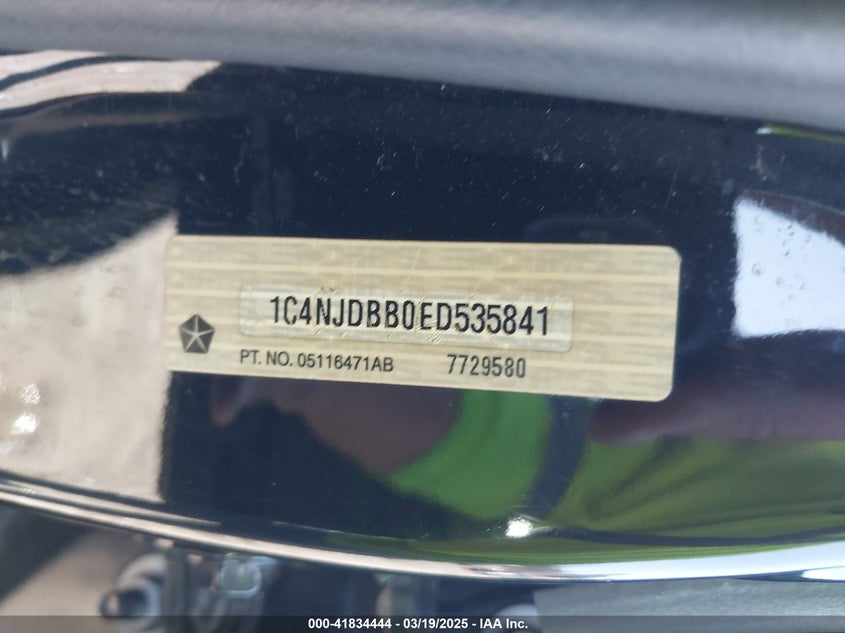 1C4NJDBB0ED535841
PT. NO. 05116471AB 7729580
000-41834444 - 03/19/2025 - IAA Inc.